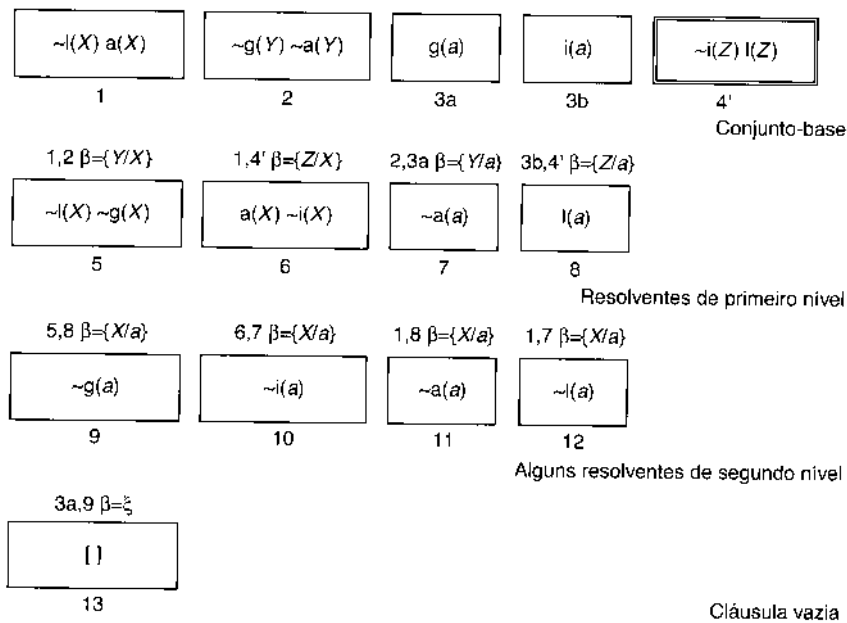 ~l(X) a(X) ~g(Y) ~a(Y) g(a) i(a) ~i(Z) l(Z)
1 2 3a 3b 4'
Conjunto-base
1,2 β={Y/X} 1,4' β={Z/X} 2,3a β={Y/a} 3b,4' β={Z/a}
~l(X) ~g(X) a(X) ~i(X) ~a(a) l(a)
5 6 7 8
Resolventes de primeiro nível
5,8 β={X/a} 6,7 β={X/a} 1,8 β={X/a} 1,7 β={X/a}
~g(a) ~i(a) ~a(a) ~l(a)
9 10 11 12
Alguns resolventes de segundo nível
3a,9 β=ξ
[ ]
13
Cláusula vazia